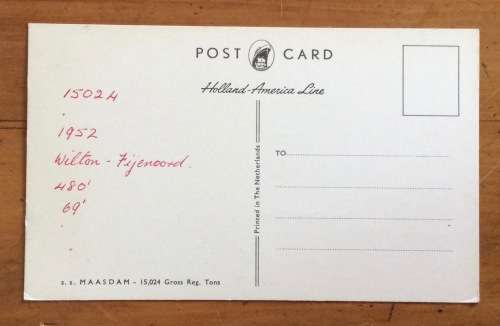 POST CARD
Holland-America Line
15024
1952
Wilton - Fijenoord.
480'
69'
TO
Printed in The Netherlands
s. s. MAASDAM - 15,024 Gross Reg. Tons